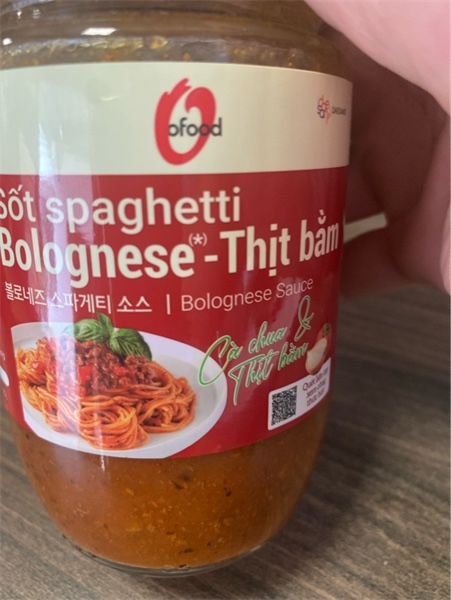 Ofood
DAESANG
Sốt spaghetti
Bolognese(*)-Thịt bằm
볼로네즈 스파게티 소스 | Bolognese Sauce
Cà chua &
Thịt bằm